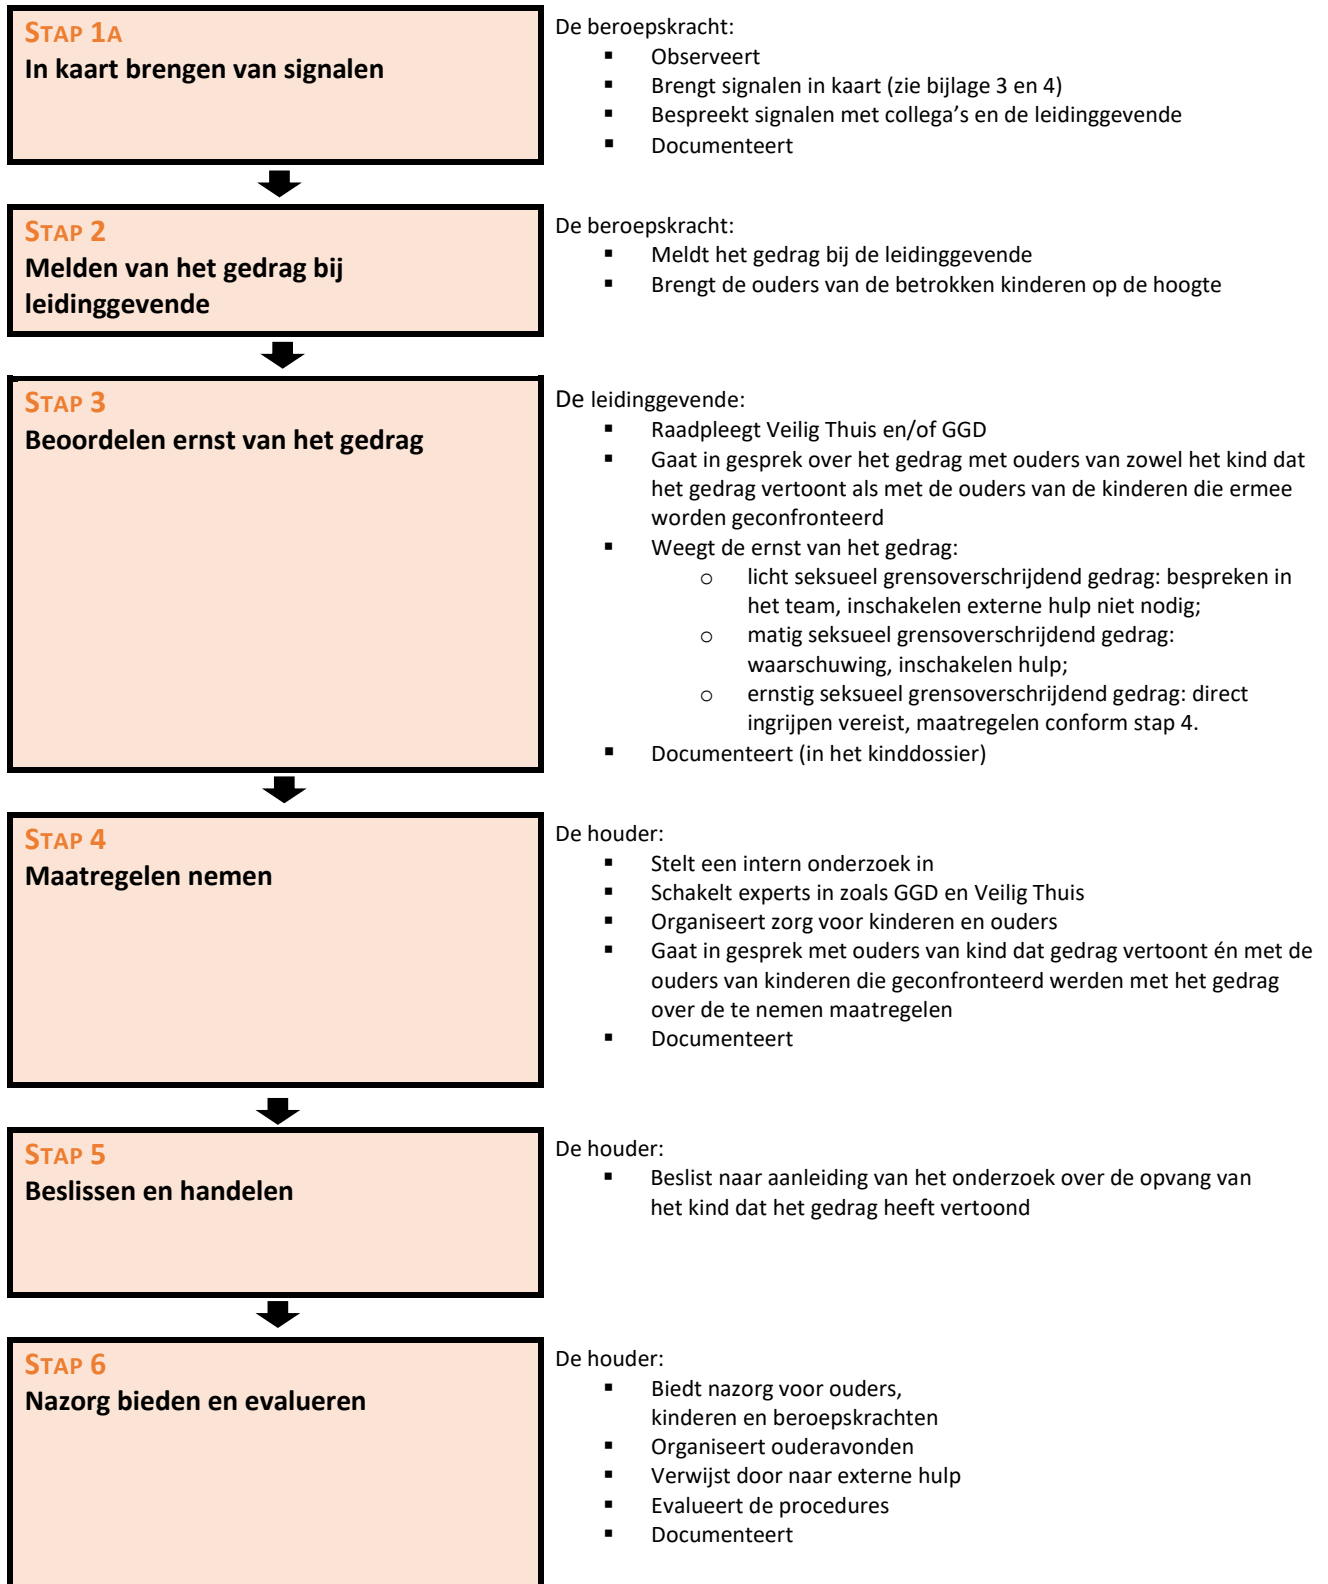 STAP 1A
In kaart brengen van signalen
De beroepskracht:
▪ Observeert
▪ Brengt signalen in kaart (zie bijlage 3 en 4)
▪ Bespreekt signalen met collega’s en de leidinggevende
▪ Documenteert
STAP 2
Melden van het gedrag bij
leidinggevende
De beroepskracht:
▪ Meldt het gedrag bij de leidinggevende
▪ Brengt de ouders van de betrokken kinderen op de hoogte
STAP 3
Beoordelen ernst van het gedrag
De leidinggevende:
▪ Raadpleegt Veilig Thuis en/of GGD
▪ Gaat in gesprek over het gedrag met ouders van zowel het kind dat
het gedrag vertoont als met de ouders van de kinderen die ermee
worden geconfronteerd
▪ Weegt de ernst van het gedrag:
o licht seksueel grensoverschrijdend gedrag: bespreken in
het team, inschakelen externe hulp niet nodig;
o matig seksueel grensoverschrijdend gedrag:
waarschuwing, inschakelen hulp;
o ernstig seksueel grensoverschrijdend gedrag: direct
ingrijpen vereist, maatregelen conform stap 4.
▪ Documenteert (in het kinddossier)
STAP 4
Maatregelen nemen
De houder:
▪ Stelt een intern onderzoek in
▪ Schakelt experts in zoals GGD en Veilig Thuis
▪ Organiseert zorg voor kinderen en ouders
▪ Gaat in gesprek met ouders van kind dat gedrag vertoont én met de
ouders van kinderen die geconfronteerd werden met het gedrag
over de te nemen maatregelen
▪ Documenteert
STAP 5
Beslissen en handelen
De houder:
▪ Beslist naar aanleiding van het onderzoek over de opvang van
het kind dat het gedrag heeft vertoond
STAP 6
Nazorg bieden en evalueren
De houder:
▪ Biedt nazorg voor ouders,
kinderen en beroepskrachten
▪ Organiseert ouderavonden
▪ Verwijst door naar externe hulp
▪ Evalueert de procedures
▪ Documenteert